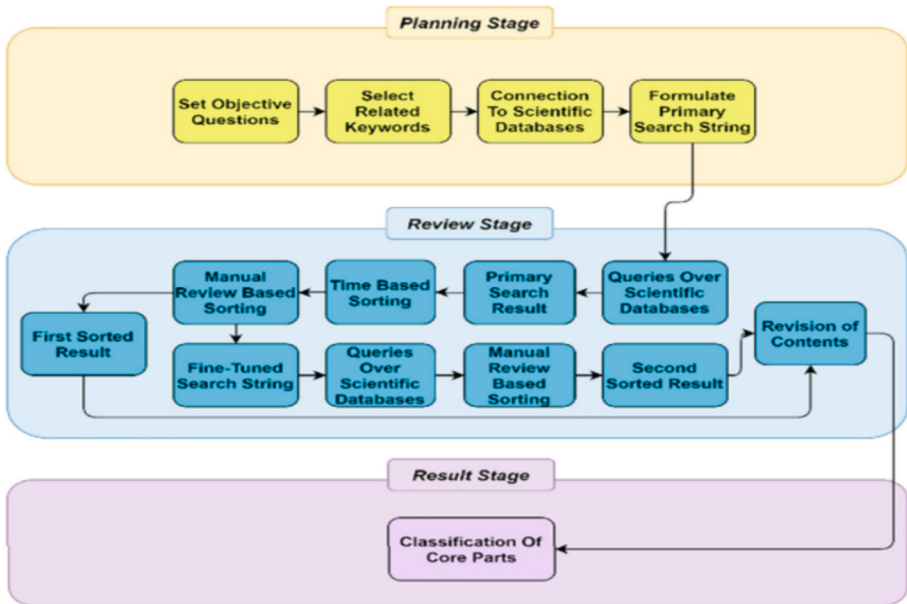 Planning Stage
Set Objective
Questions
Select
Related
Keywords
Connection
To Scientific
Databases
Formulate
Primary
Search String
Review Stage
Queries Over
Scientific
Databases
Primary
Search
Result
Time Based
Sorting
Manual
Review Based
Sorting
First Sorted
Result
Fine-Tuned
Search String
Queries
Over
Scientific
Databases
Manual
Review
Based
Sorting
Second
Sorted Result
Revision of
Contents
Result Stage
Classification Of
Core Parts